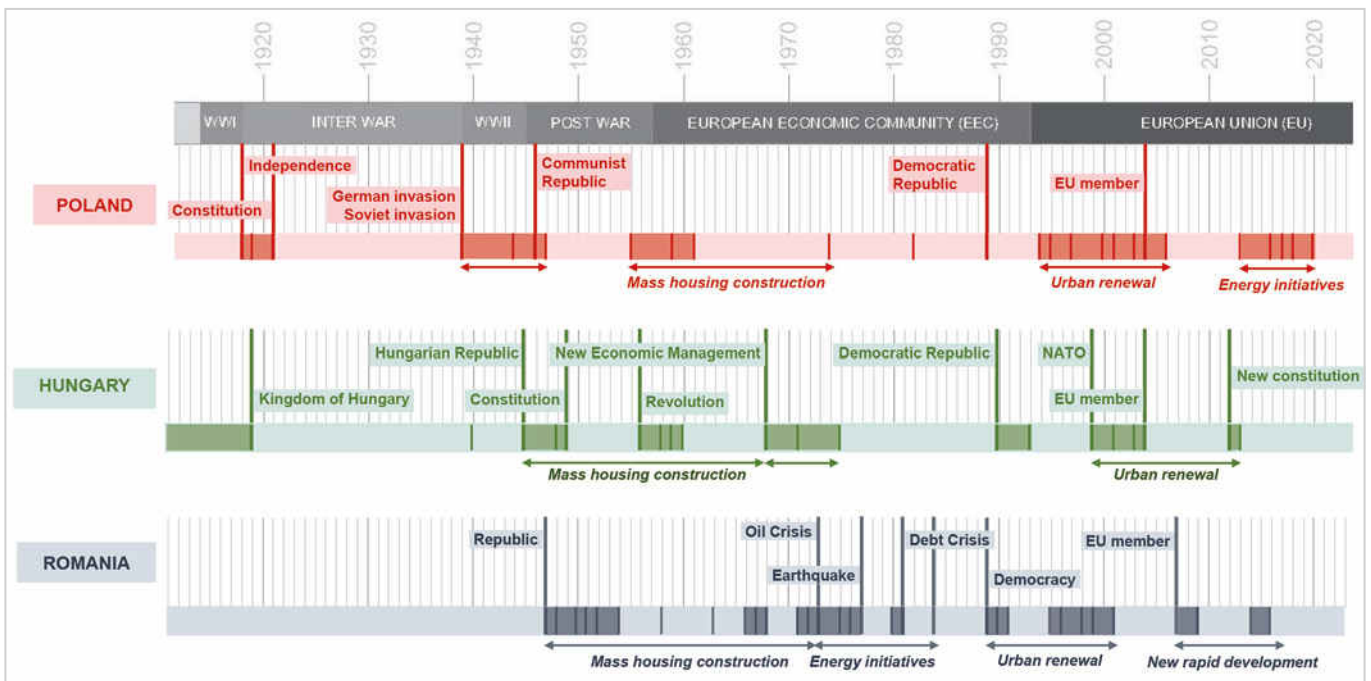 1920 1930 1940 1950 1960 1970 1980 1990 2000 2010 2020
WWI INTER WAR WWII POST WAR EUROPEAN ECONOMIC COMMUNITY (EEC) EUROPEAN UNION (EU)
POLAND
Independence
Constitution
German invasion
Soviet invasion
Communist
Republic
Democratic
Republic
EU member
Mass housing construction
Urban renewal
Energy initiatives
HUNGARY
Kingdom of Hungary
Hungarian Republic
Constitution
New Economic Management
Revolution
Democratic Republic
NATO
EU member
New constitution
Mass housing construction
Urban renewal
ROMANIA
Republic
Oil Crisis
Earthquake
Debt Crisis
Democracy
EU member
Mass housing construction
Energy initiatives
Urban renewal
New rapid development